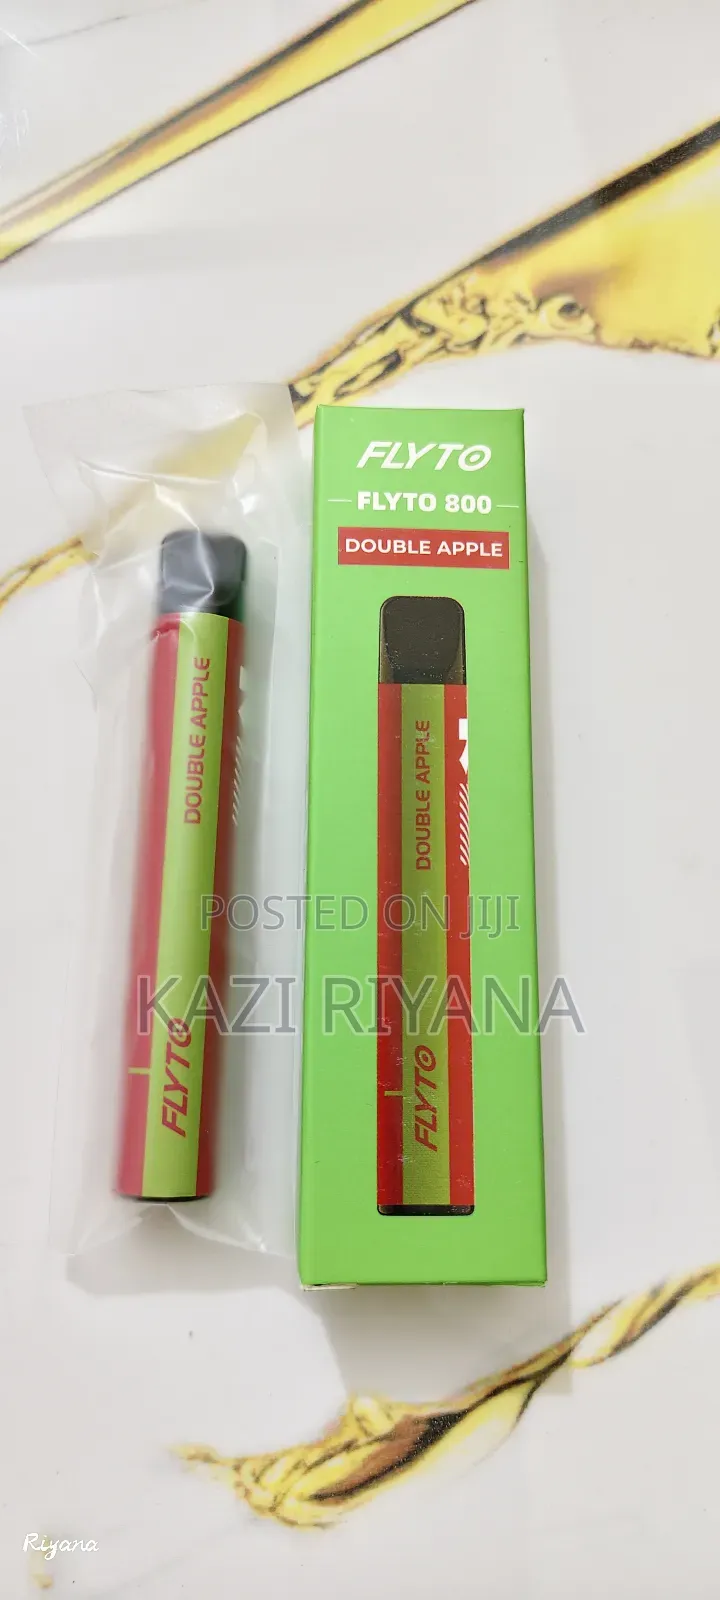 FLYTO
FLYTO 800
DOUBLE APPLE
DOUBLE APPLE
FLYTO
DOUBLE APPLE
FLYTO
POSTED ON JIJI
KAZI RIYANA
Riyana